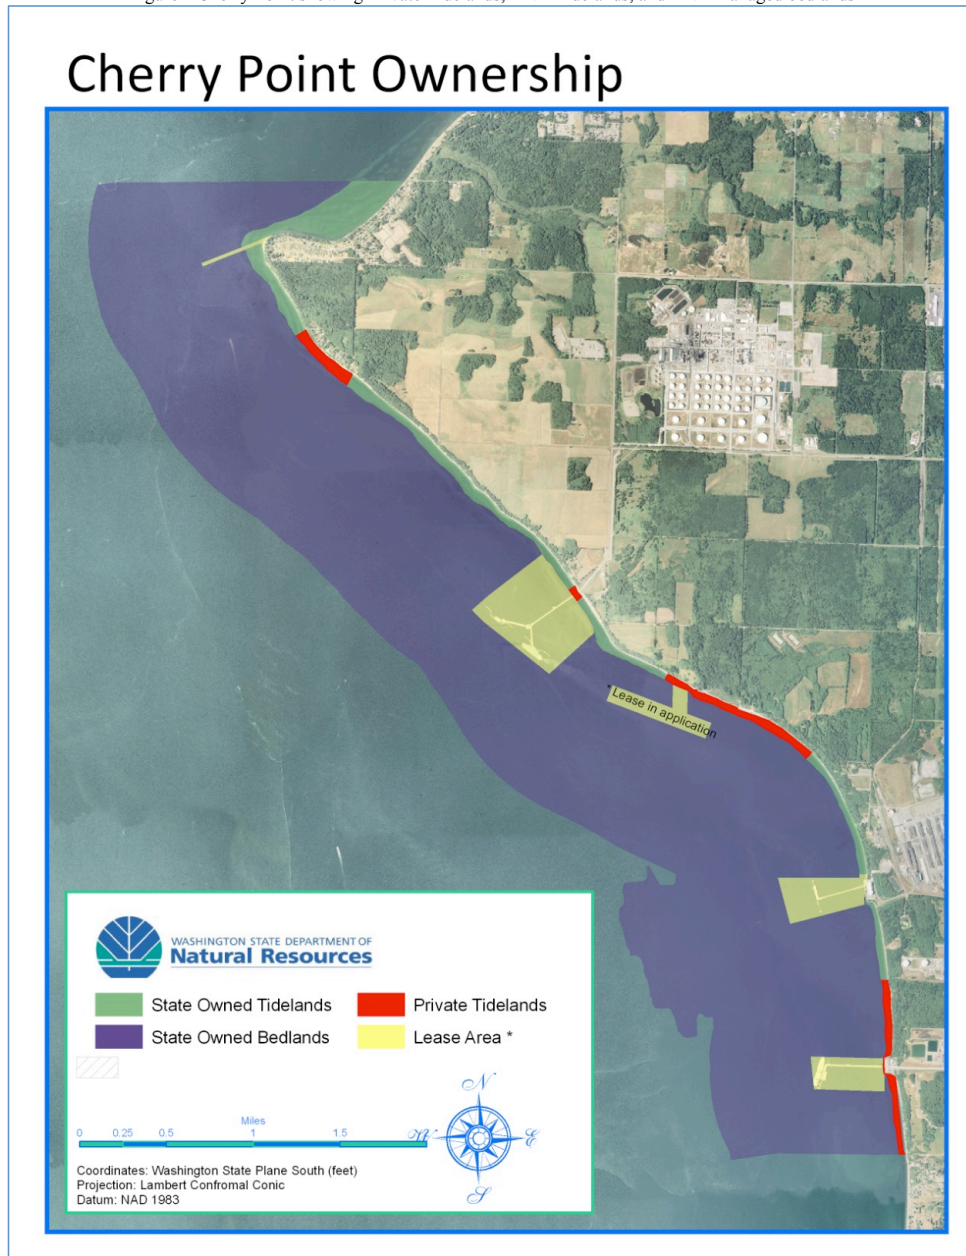 Cherry Point Ownership
* Lease in application
WASHINGTON STATE DEPARTMENT OF
Natural Resources
State Owned Tidelands
Private Tidelands
State Owned Bedlands
Lease Area *
Miles
0 0.25 0.5 1 1.5
N
W E
S
Coordinates: Washington State Plane South (feet)
Projection: Lambert Confromal Conic
Datum: NAD 1983